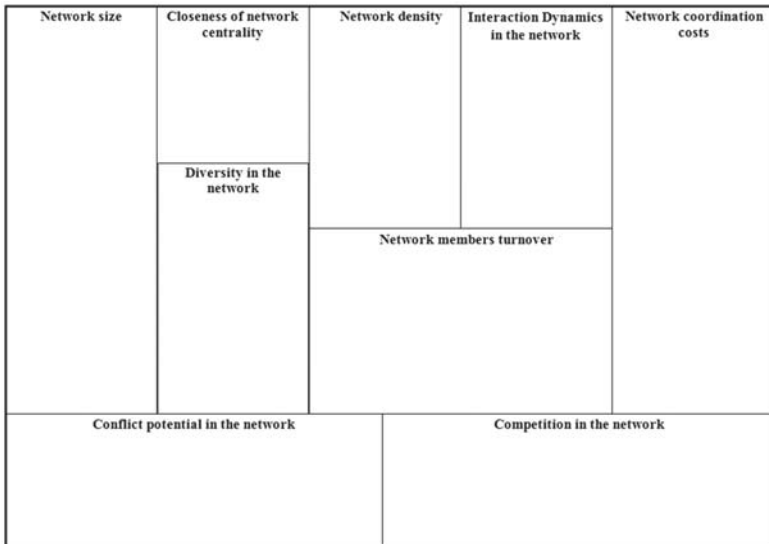 Network size
Closeness of network
centrality
Network density
Interaction Dynamics
in the network
Network coordination
costs
Diversity in the
network
Network members turnover
Conflict potential in the network
Competition in the network